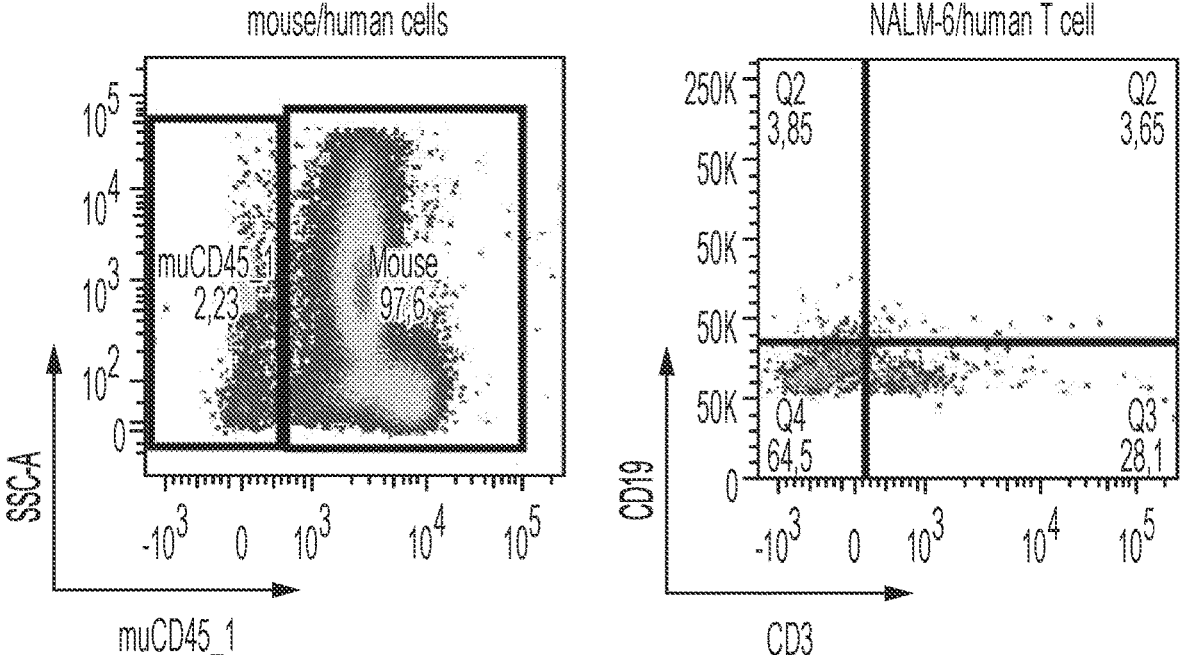 mouse/human cells
10^5
10^4
10^3
10^2
0
muCD45_1
2,23
Mouse
97,6
-10^3 0 10^3 10^4 10^5
SSC-A
muCD45_1
NALM-6/human T cell
250K
50K
50K
50K
50K
0
Q2
3,85
Q2
3,65
Q4
64,5
Q3
28,1
-10^3 0 10^3 10^4 10^5
CD19
CD3